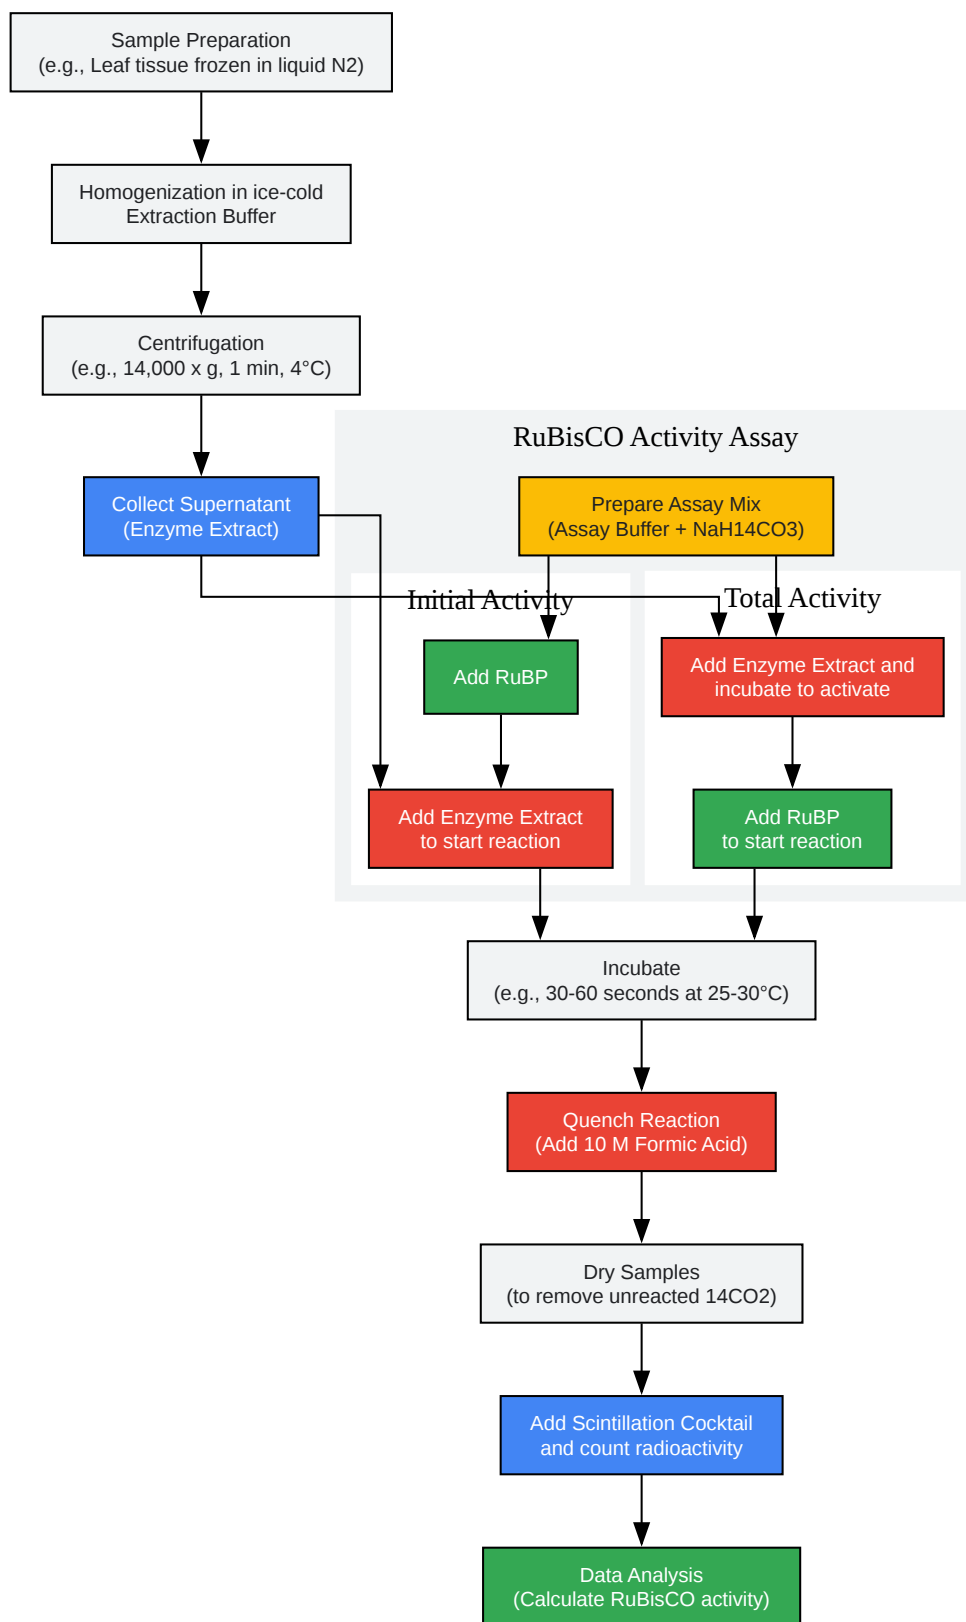 Sample Preparation
(e.g., Leaf tissue frozen in liquid N2)
Homogenization in ice-cold
Extraction Buffer
Centrifugation
(e.g., 14,000 x g, 1 min, 4°C)
Collect Supernatant
(Enzyme Extract)
RuBisCO Activity Assay
Prepare Assay Mix
(Assay Buffer + NaH14CO3)
Initial Activity
Add RuBP
Add Enzyme Extract
to start reaction
Total Activity
Add Enzyme Extract and
incubate to activate
Add RuBP
to start reaction
Incubate
(e.g., 30-60 seconds at 25-30°C)
Quench Reaction
(Add 10 M Formic Acid)
Dry Samples
(to remove unreacted 14CO2)
Add Scintillation Cocktail
and count radioactivity
Data Analysis
(Calculate RuBisCO activity)